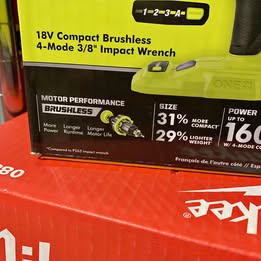 1 2 3 A
18V Compact Brushless
4-Mode 3/8" Impact Wrench
ONE+
MOTOR PERFORMANCE
BRUSHLESS
More Power
Longer Runtime
Longer Motor Life
SIZE
31% MORE COMPACT*
29% LIGHTER WEIGHT*
POWER
UP TO
160
W/ 4-MODE CO
*Compared to P263 impact wrench.
Français de l'autre côté // Esp